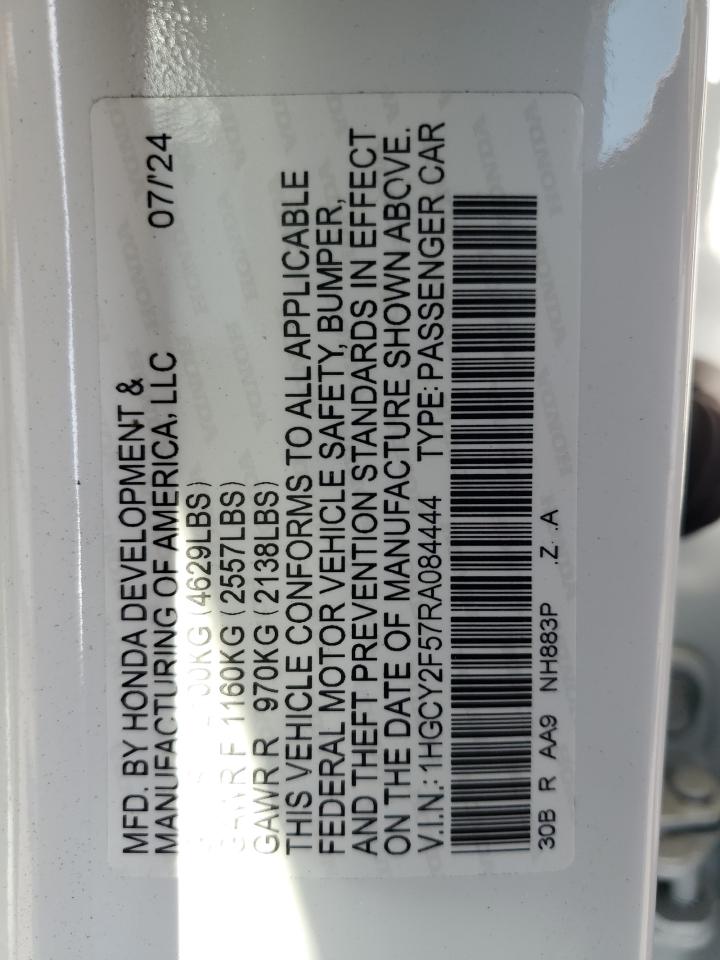 MFD. BY HONDA DEVELOPMENT &
MANUFACTURING OF AMERICA, LLC 07/'24
(4629LBS)
GAWR F 1160KG (2557LBS)
GAWR R 970KG (2138LBS)
THIS VEHICLE CONFORMS TO ALL APPLICABLE
FEDERAL MOTOR VEHICLE SAFETY, BUMPER,
AND THEFT PREVENTION STANDARDS IN EFFECT
ON THE DATE OF MANUFACTURE SHOWN ABOVE.
V.I.N.: 1HGCY2F57RA084444 TYPE: PASSENGER CAR
30B R AA9 NH883P .Z .A